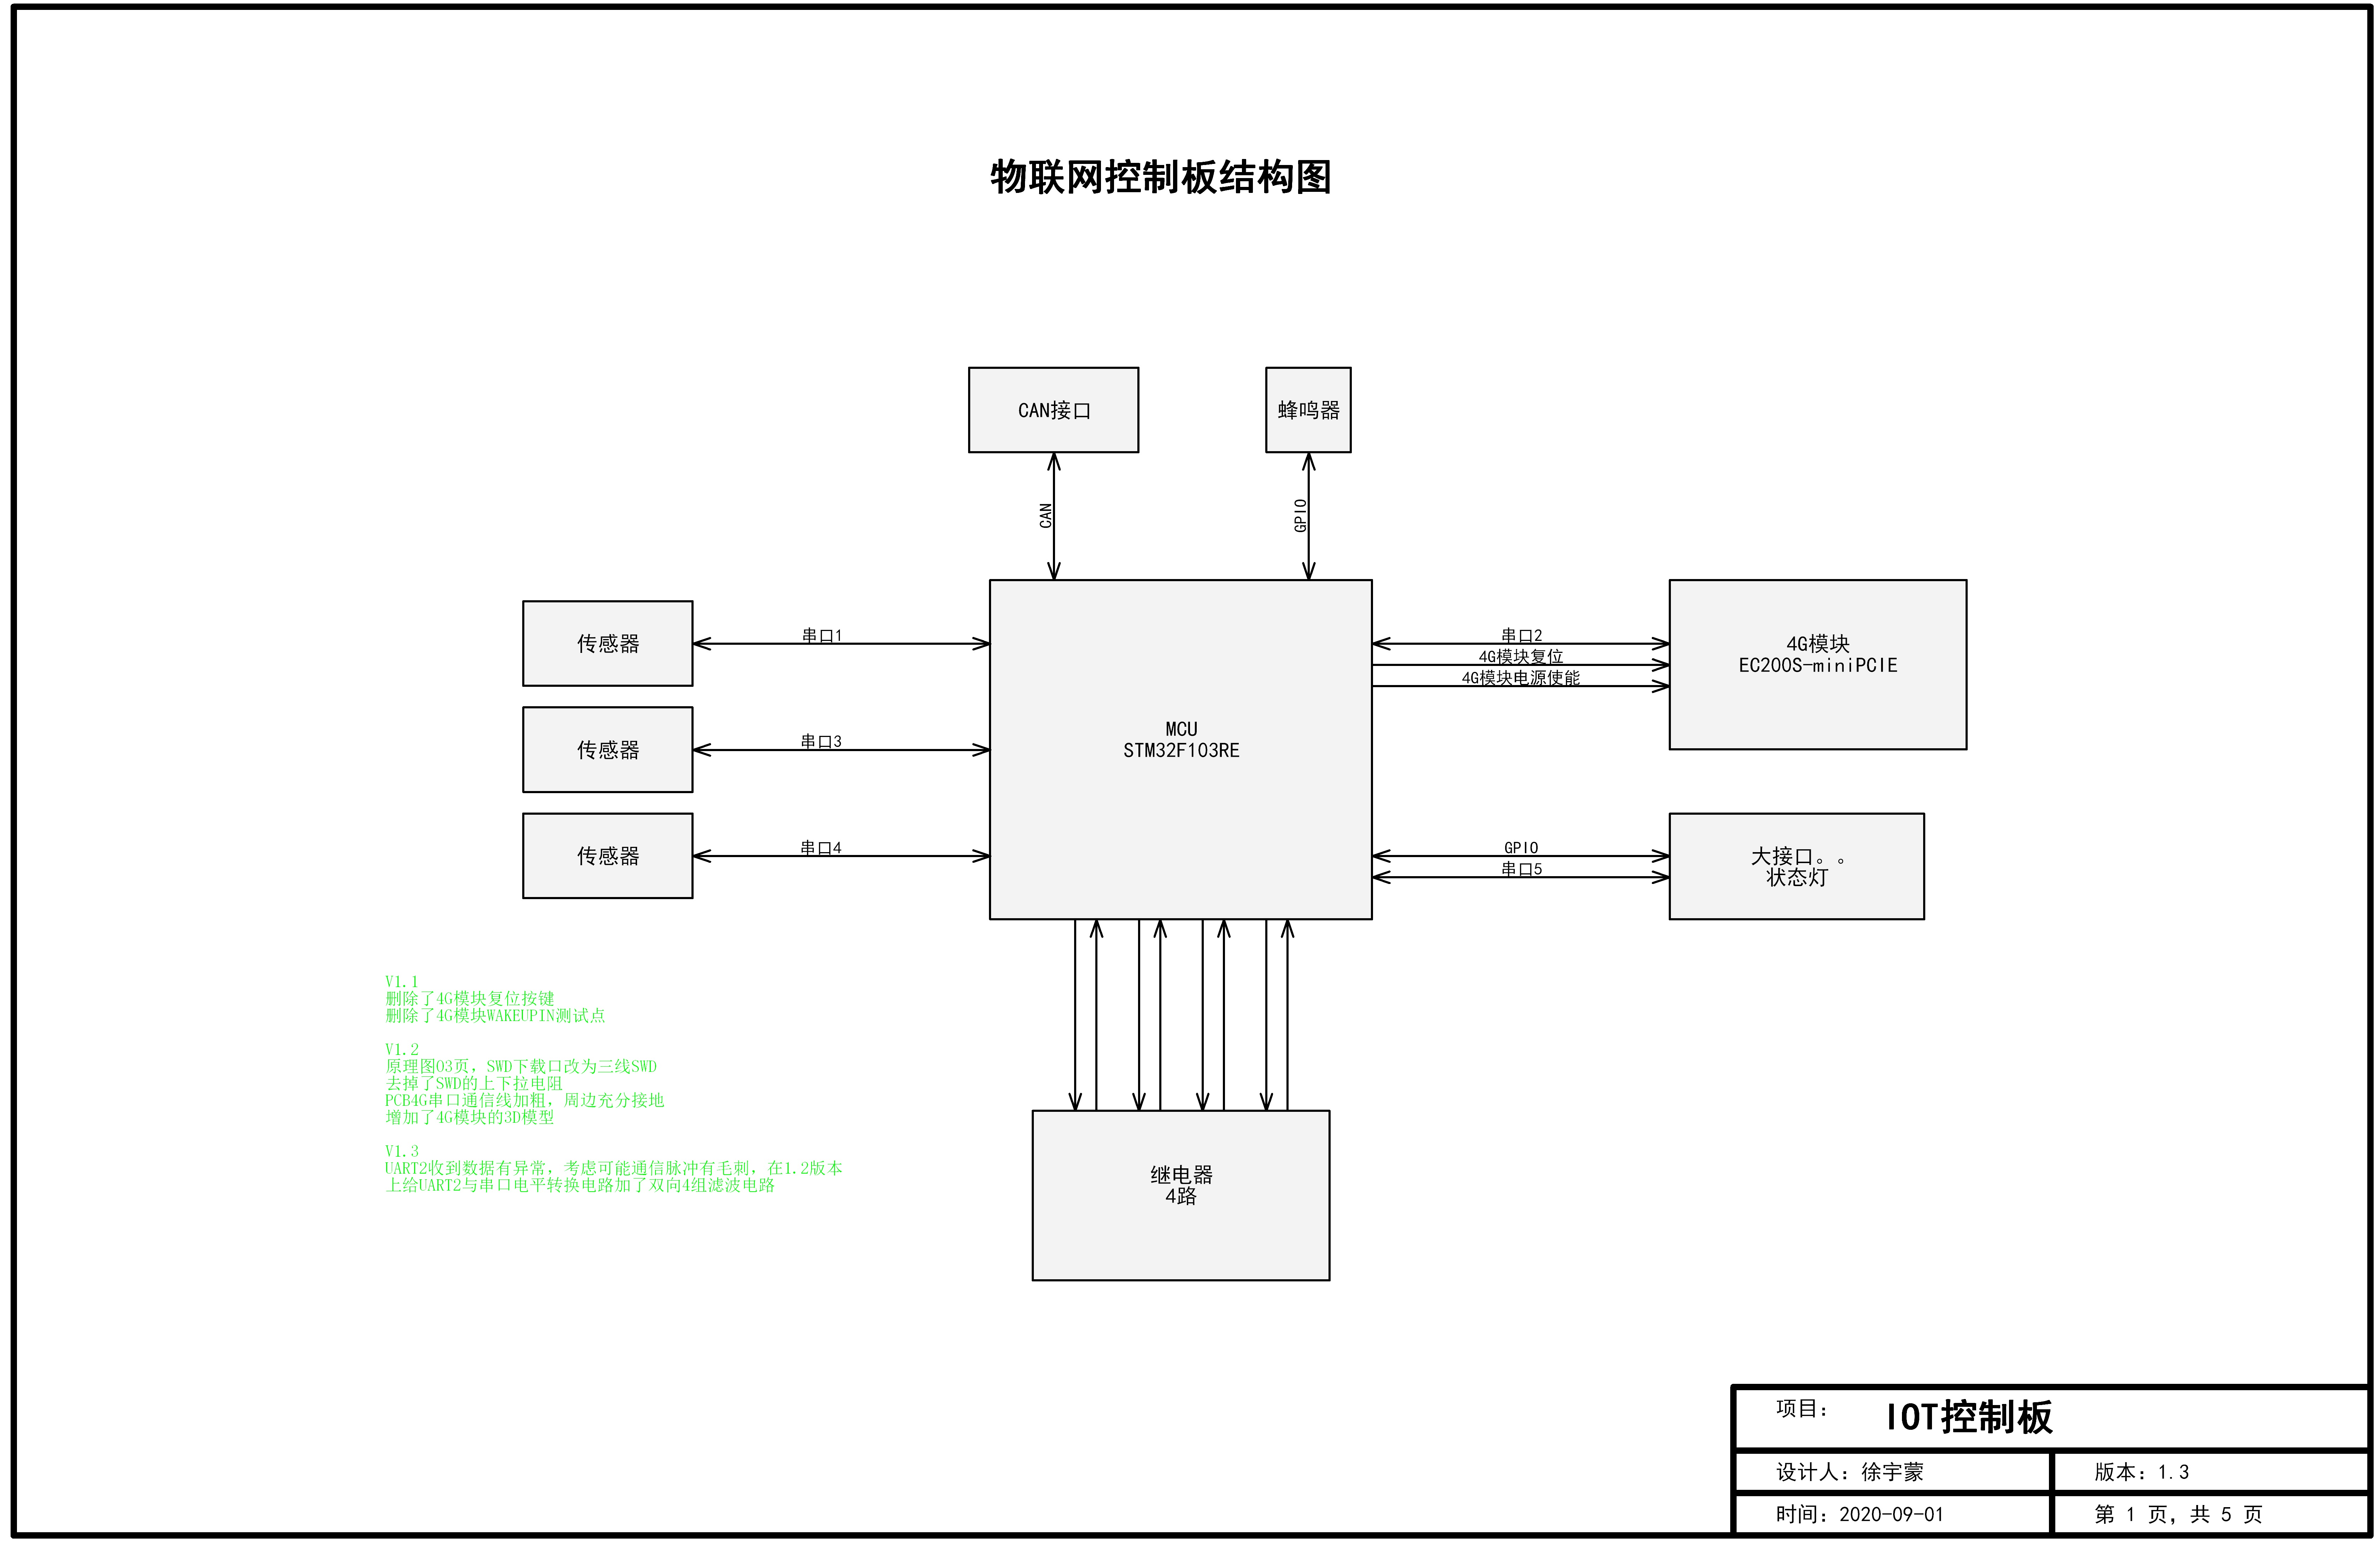 物联网控制板结构图
CAN接口
蜂鸣器
CAN
GPIO
传感器
串口1
传感器
串口3
传感器
串口4
MCU
STM32F103RE
串口2
4G模块复位
4G模块电源使能
4G模块
EC200S-miniPCIE
GPIO
串口5
大接口。。
状态灯
继电器
4路
V1.1
删除了4G模块复位按键
删除了4G模块WAKEUPIN测试点
V1.2
原理图03页，SWD下载口改为三线SWD
去掉了SWD的上下拉电阻
PCB4G串口通信线加粗，周边充分接地
增加了4G模块的3D模型
V1.3
UART2收到数据有异常，考虑可能通信脉冲有毛刺，在1.2版本
上给UART2与串口电平转换电路加了双向4组滤波电路
项目： IOT控制板
设计人：徐宇蒙 版本：1.3
时间：2020-09-01 第 1 页，共 5 页